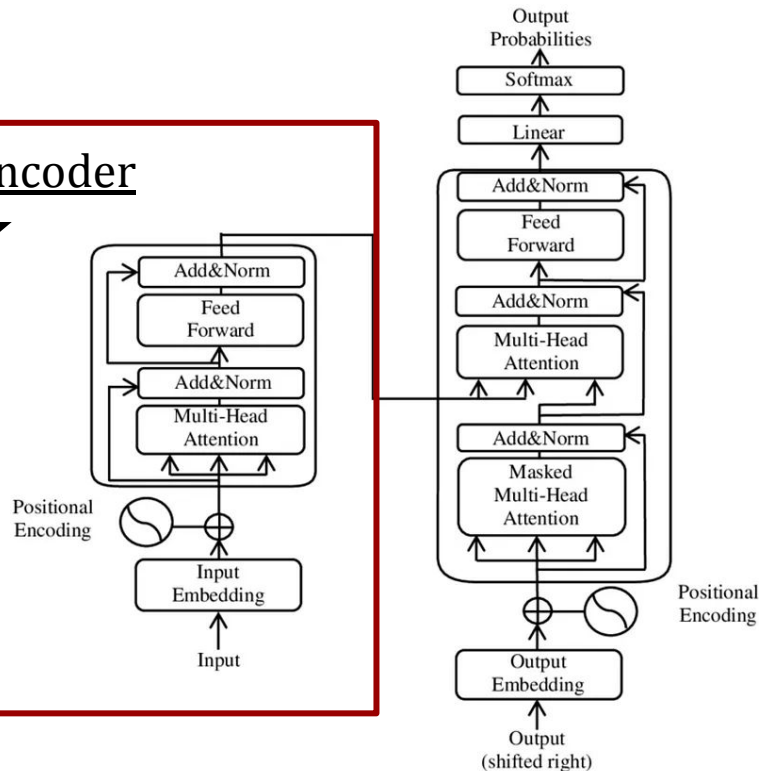 ncoder
Add&Norm
Feed
Forward
Add&Norm
Multi-Head
Attention
Positional
Encoding
Input
Embedding
Input
Output
Probabilities
Softmax
Linear
Add&Norm
Feed
Forward
Add&Norm
Multi-Head
Attention
Add&Norm
Masked
Multi-Head
Attention
Positional
Encoding
Output
Embedding
Output
(shifted right)